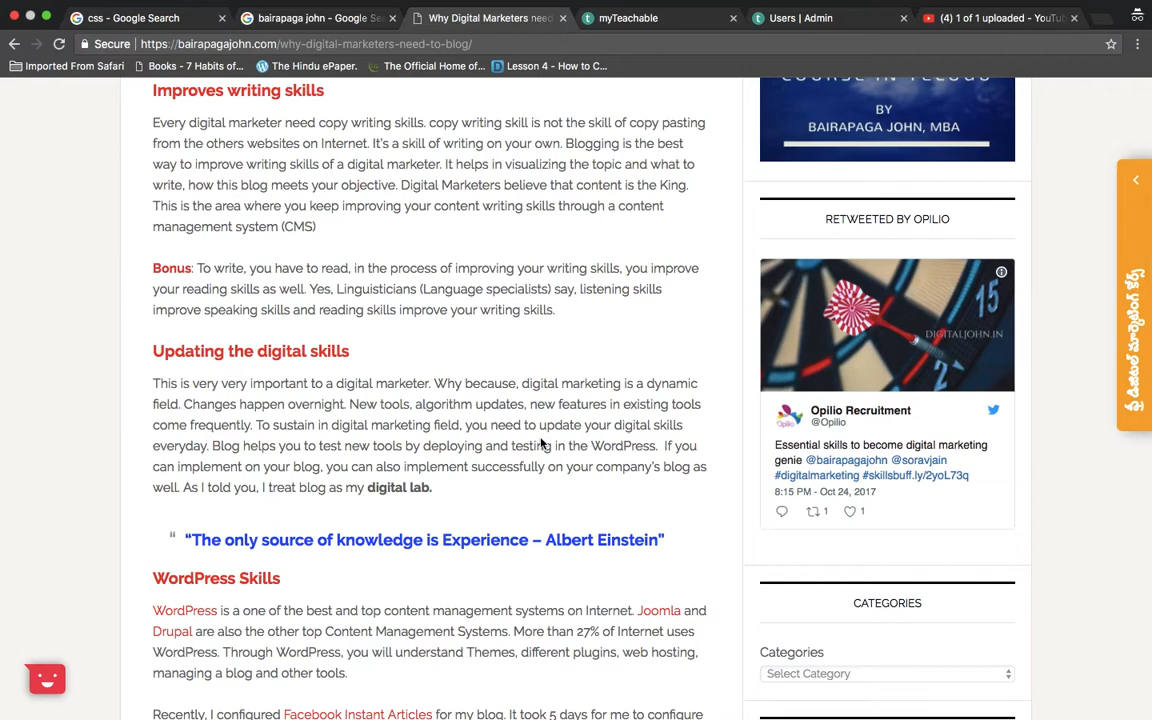 css - Google Search
bairapaga john - Google Se
Why Digital Marketers need
myTeachable
Users | Admin
(4) 1 of 1 uploaded - YouTu
Secure
https://bairapagajohn.com/why-digital-marketers-need-to-blog/
Imported From Safari
Books - 7 Habits of...
The Hindu ePaper.
The Official Home of...
Lesson 4 - How to C...
Improves writing skills
Every digital marketer need copy writing skills. copy writing skill is not the skill of copy pasting
from the others websites on Internet. It's a skill of writing on your own. Blogging is the best
way to improve writing skills of a digital marketer. It helps in visualizing the topic and what to
write, how this blog meets your objective. Digital Marketers believe that content is the King.
This is the area where you keep improving your content writing skills through a content
management system (CMS)
Bonus: To write, you have to read, in the process of improving your writing skills, you improve
your reading skills as well. Yes, Linguisticians (Language specialists) say, listening skills
improve speaking skills and reading skills improve your writing skills.
Updating the digital skills
This is very very important to a digital marketer. Why because, digital marketing is a dynamic
field. Changes happen overnight. New tools, algorithm updates, new features in existing tools
come frequently. To sustain in digital marketing field, you need to update your digital skills
everyday. Blog helps you to test new tools by deploying and testing in the WordPress. If you
can implement on your blog, you can also implement successfully on your company's blog as
well. As I told you, I treat blog as my digital lab.
" "The only source of knowledge is Experience – Albert Einstein"
WordPress Skills
WordPress is a one of the best and top content management systems on Internet. Joomla and
Drupal are also the other top Content Management Systems. More than 27% of Internet uses
WordPress. Through WordPress, you will understand Themes, different plugins, web hosting,
managing a blog and other tools.
Recently, I configured Facebook Instant Articles for my blog. It took 5 days for me to configure
COURSE IN TELUGU
BY
BAIRAPAGA JOHN, MBA
RETWEETED BY OPILIO
15
2
DIGITALJOHN.IN
Opilio Recruitment
@Opilio
Essential skills to become digital marketing
genie @bairapagajohn @soravjain
#digitalmarketing #skillsbuff.ly/2yoL73q
8:15 PM - Oct 24, 2017
1
1
CATEGORIES
Categories
Select Category
ఫ్రీ డిజిటల్ మార్కెటింగ్ కోర్స్